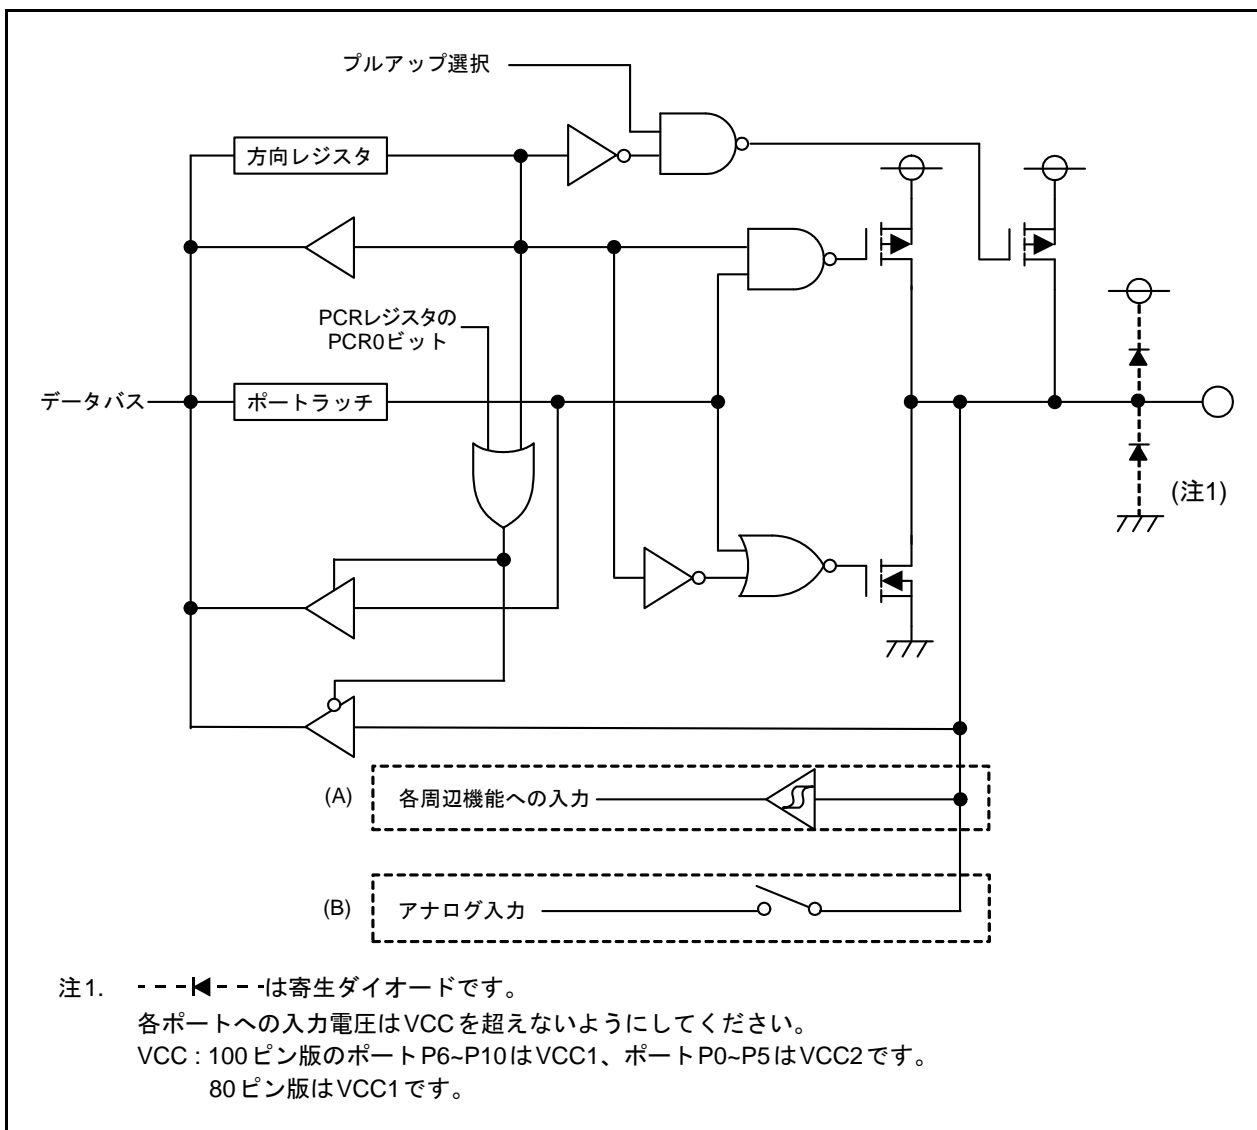 プルアップ選択
方向レジスタ
PCRレジスタの
PCR0ビット
データバス
ポートラッチ
(注1)
(A)
各周辺機能への入力
(B)
アナログ入力
注1. は寄生ダイオードです。
各ポートへの入力電圧はVCCを超えないようにしてください。
VCC : 100ピン版のポートP6~P10はVCC1、ポートP0~P5はVCC2です。
80ピン版はVCC1です。